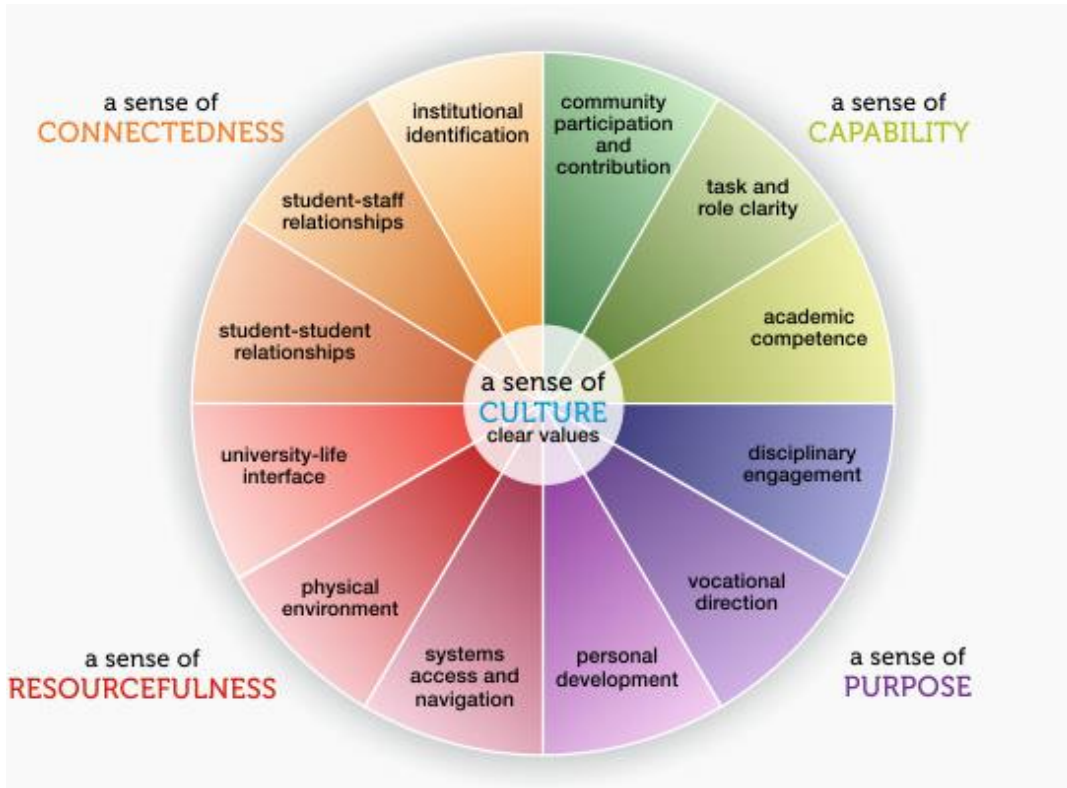 a sense of
CONNECTEDNESS
institutional
identification
community
participation
and
contribution
a sense of
CAPABILITY
student-staff
relationships
task and
role clarity
student-student
relationships
academic
competence
a sense of
CULTURE
clear values
university-life
interface
disciplinary
engagement
physical
environment
vocational
direction
systems
access and
navigation
personal
development
a sense of
RESOURCEFULNESS
a sense of
PURPOSE